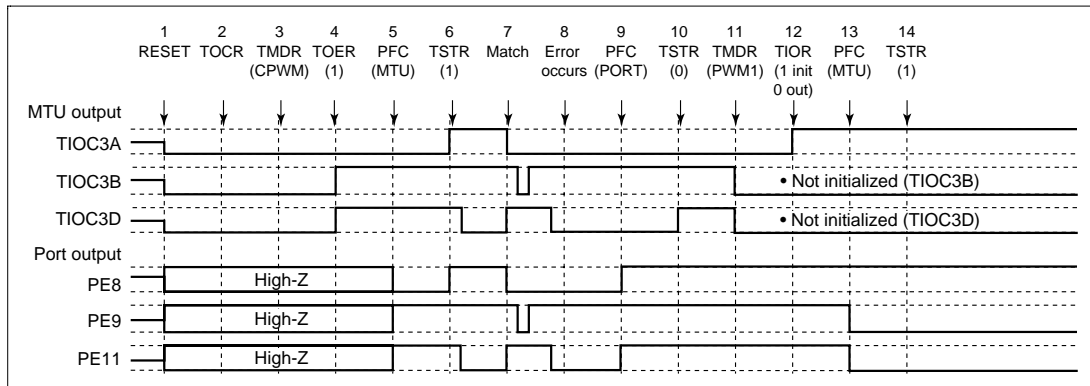 1 2 3 4 5 6 7 8 9 10 11 12 13 14
RESET TOCR TMDR TOER PFC TSTR Match Error PFC TSTR TMDR TIOR PFC TSTR
(CPWM) (1) (MTU) (1) occurs (PORT) (0) (PWM1) (1 init (MTU) (1)
0 out)
MTU output
TIOC3A
TIOC3B • Not initialized (TIOC3B)
TIOC3D • Not initialized (TIOC3D)
Port output
PE8 High-Z
PE9 High-Z
PE11 High-Z